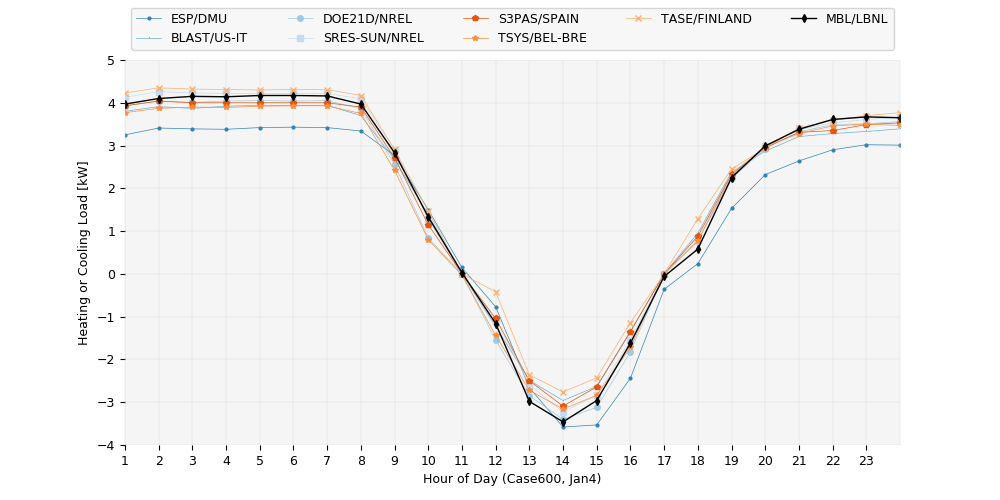 ESP/DMU DOE21D/NREL S3PAS/SPAIN TASE/FINLAND MBL/LBNL
BLAST/US-IT SRES-SUN/NREL TSYS/BEL-BRE
5
4
3
2
1
0
−1
−2
−3
−4
Heating or Cooling Load [kW]
1 2 3 4 5 6 7 8 9 10 11 12 13 14 15 16 17 18 19 20 21 22 23
Hour of Day (Case600, Jan4)